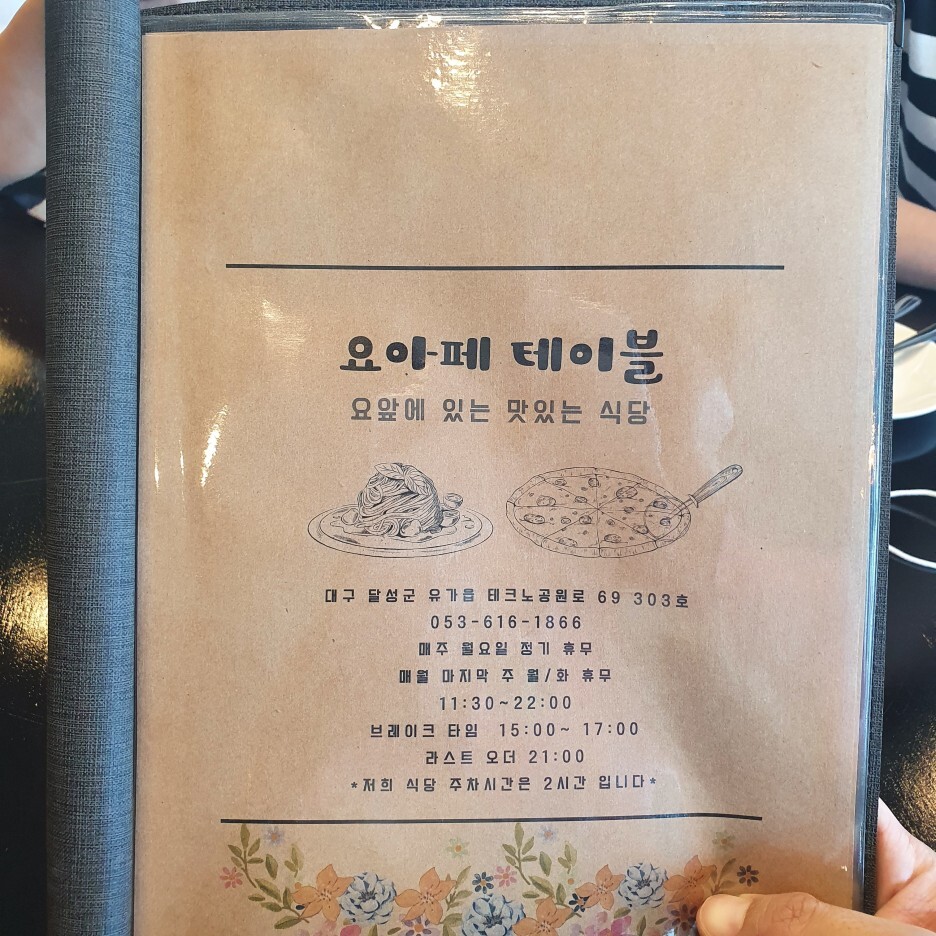 요아페 테이블
요앞에 있는 맛있는 식당
대구 달성군 유가읍 테크노공원로 69 303호
053-616-1866
매주 월요일 정기 휴무
매월 마지막 주 월/화 휴무
11:30~22:00
브레이크 타임 15:00~ 17:00
라스트 오더 21:00
*저희 식당 주차시간은 2시간 입니다*